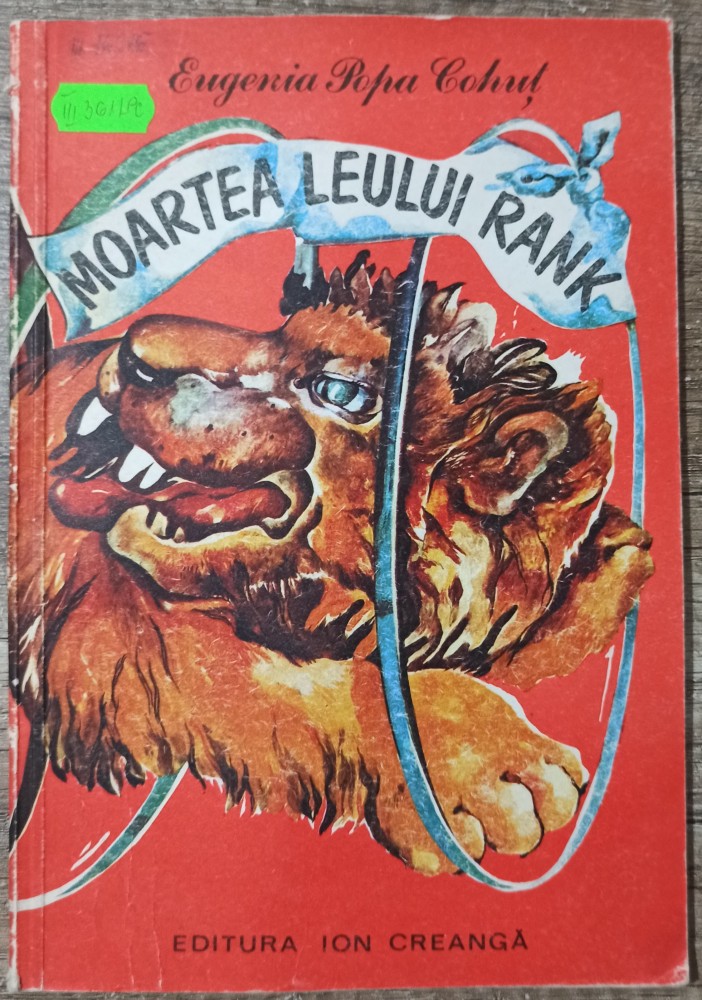 Eugenia Popa Cohuț
MOARTEA LEULUI RANK
EDITURA ION CREANGĂ